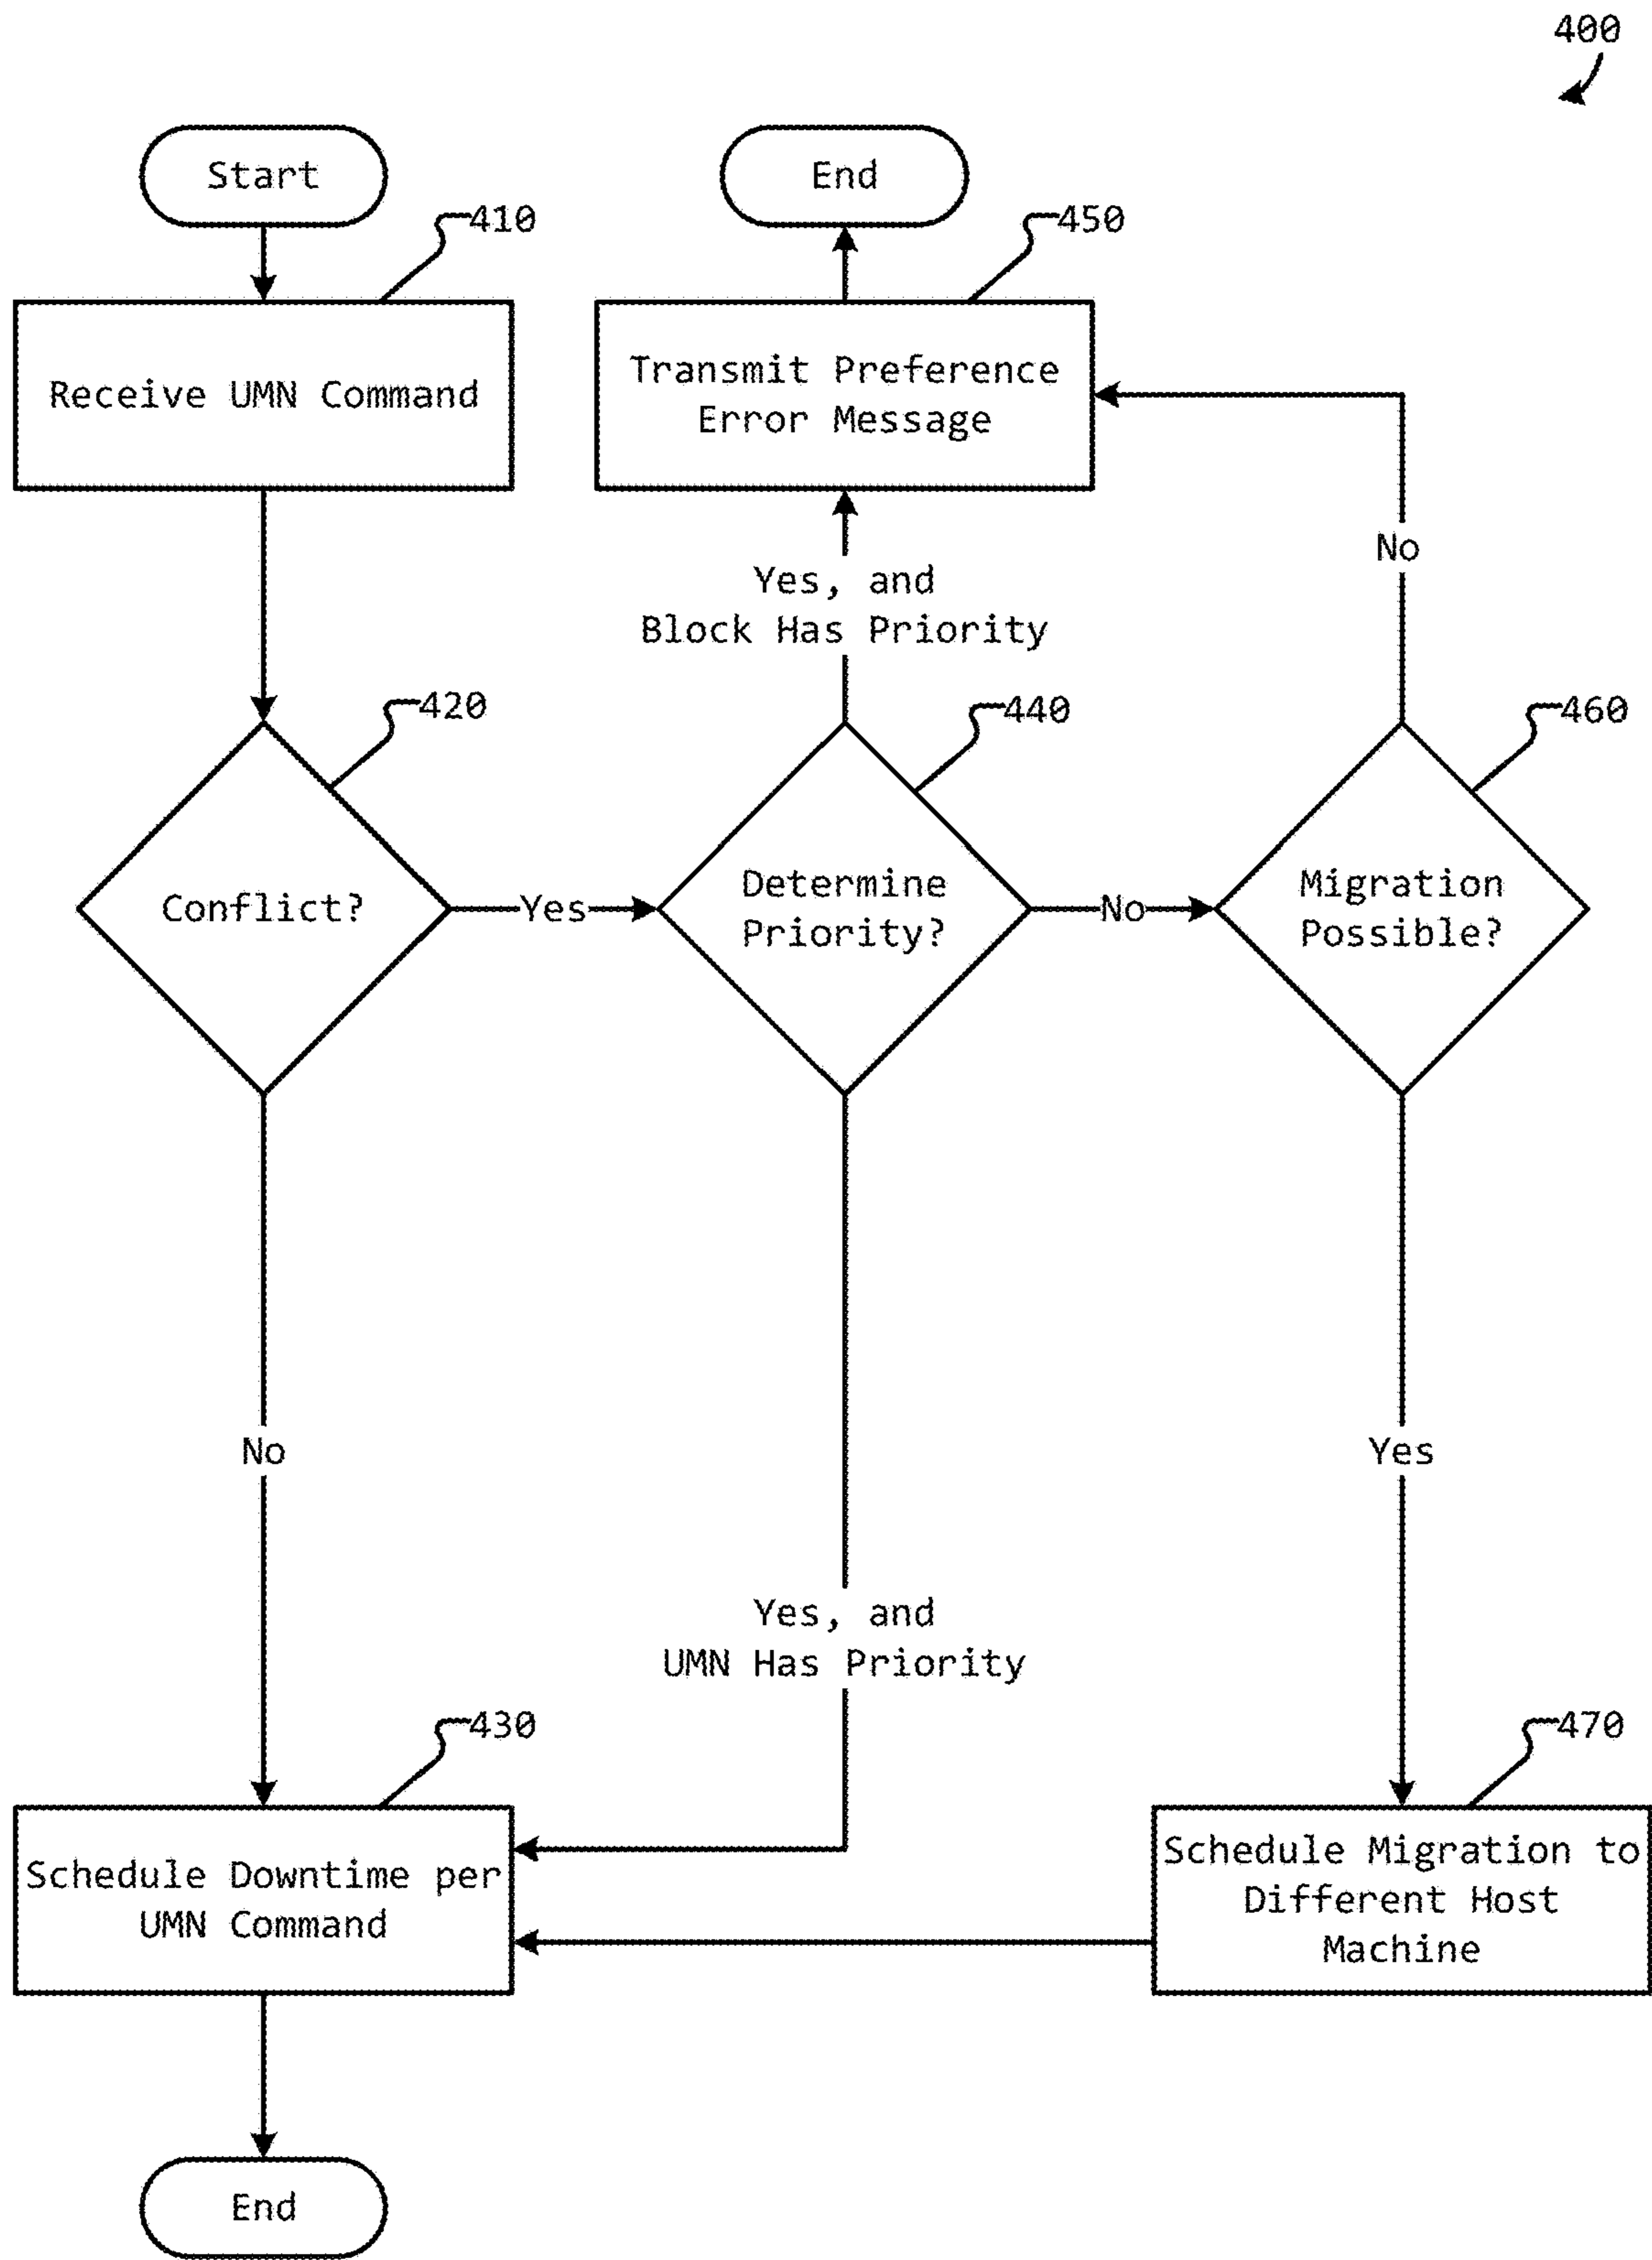 400
Start
End
410
450
Receive UMN Command
Transmit Preference
Error Message
No
Yes, and
Block Has Priority
420
440
460
Conflict?
Yes
Determine
Priority?
No
Migration
Possible?
No
Yes
Yes, and
UMN Has Priority
430
470
Schedule Downtime per
UMN Command
Schedule Migration to
Different Host
Machine
End